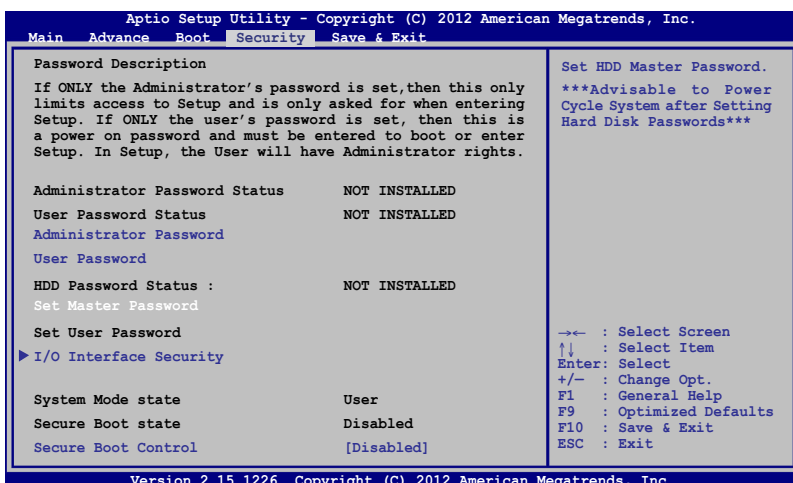 Aptio Setup Utility - Copyright (C) 2012 American Megatrends, Inc.
Main Advance Boot Security Save & Exit
Password Description
If ONLY the Administrator's password is set,then this only
limits access to Setup and is only asked for when entering
Setup. If ONLY the user's password is set, then this is
a power on password and must be entered to boot or enter
Setup. In Setup, the User will have Administrator rights.
Administrator Password Status NOT INSTALLED
User Password Status NOT INSTALLED
Administrator Password
User Password
HDD Password Status : NOT INSTALLED
Set Master Password
Set User Password
I/O Interface Security
System Mode state User
Secure Boot state Disabled
Secure Boot Control [Disabled]
Set HDD Master Password.
***Advisable to Power
Cycle System after Setting
Hard Disk Passwords***
→← : Select Screen
↑↓ : Select Item
Enter: Select
+/— : Change Opt.
F1 : General Help
F9 : Optimized Defaults
F10 : Save & Exit
ESC : Exit
Version 2.15.1226. Copyright (C) 2012 American Megatrends, Inc.